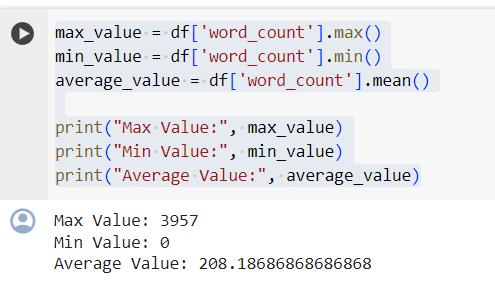 max_value = df['word_count'].max()
min_value = df['word_count'].min()
average_value = df['word_count'].mean()
print("Max Value:", max_value)
print("Min Value:", min_value)
print("Average Value:", average_value)
Max Value: 3957
Min Value: 0
Average Value: 208.18686868686868